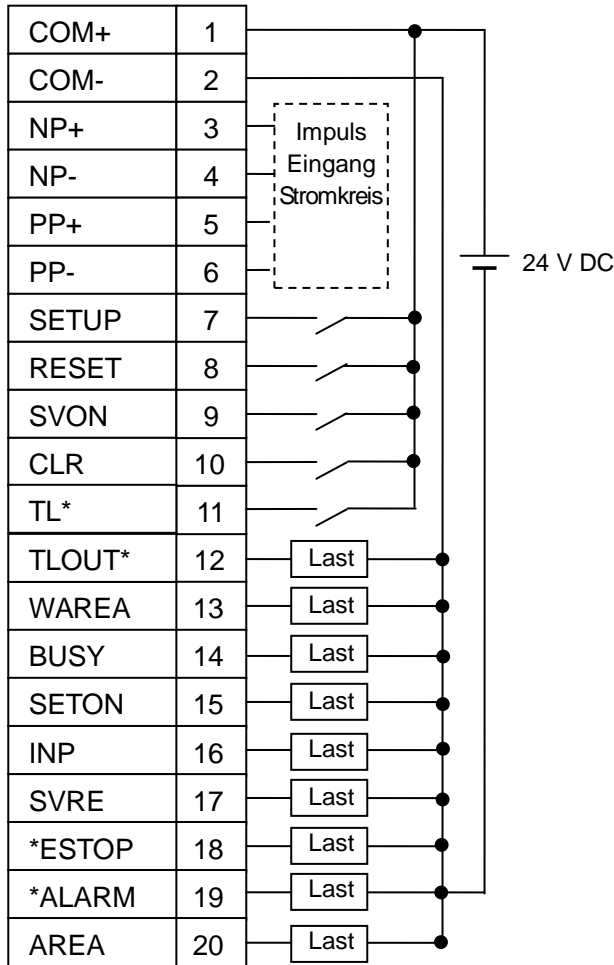 COM+ 1
COM- 2
NP+ 3
NP- 4
PP+ 5
PP- 6
Impuls
Eingang
Stromkreis
24 V DC
SETUP 7
RESET 8
SVON 9
CLR 10
TL* 11
TLOUT* 12 Last
WAREA 13 Last
BUSY 14 Last
SETON 15 Last
INP 16 Last
SVRE 17 Last
*ESTOP 18 Last
*ALARM 19 Last
AREA 20 Last